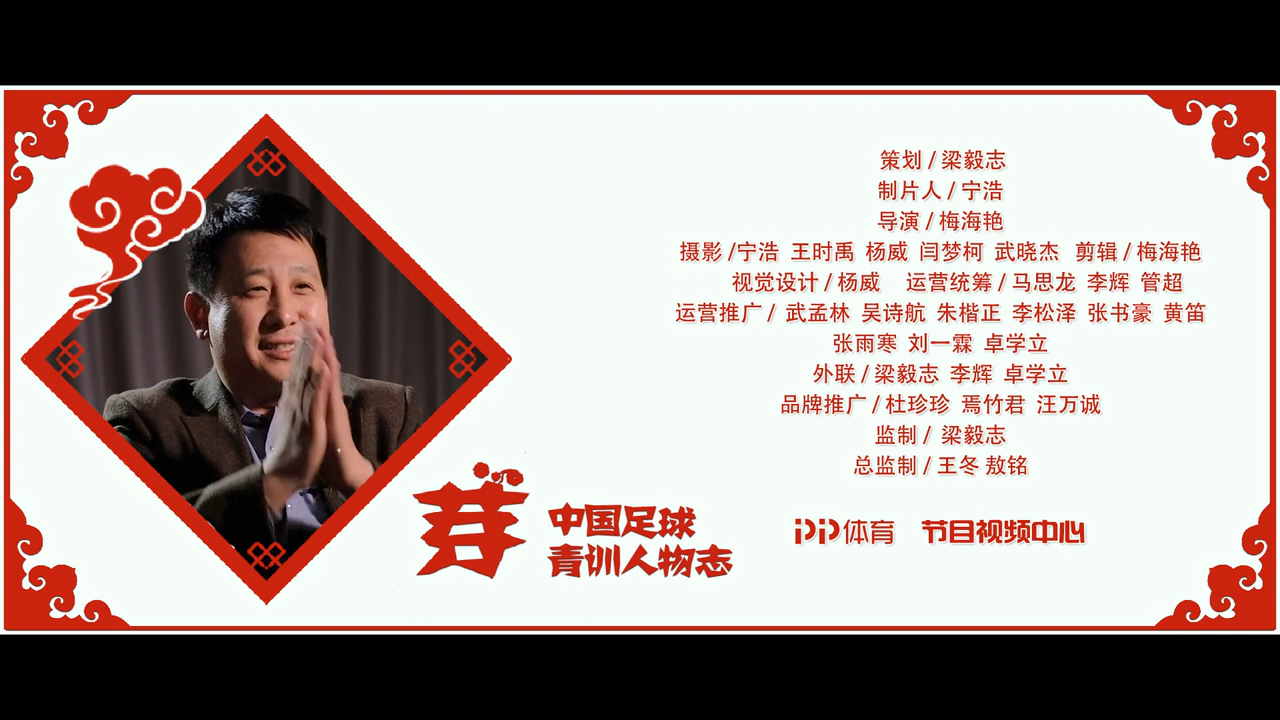 策划 / 梁毅志
制片人 / 宁浩
导演 / 梅海艳
摄影 /宁浩 王时禹 杨威 闫梦柯 武晓杰 剪辑 / 梅海艳
视觉设计 / 杨威 运营统筹 / 马思龙 李辉 管超
运营推广 / 武孟林 吴诗航 朱楷正 李松泽 张书豪 黄笛
张雨寒 刘一霖 卓学立
外联 / 梁毅志 李辉 卓学立
品牌推广 / 杜珍珍 焉竹君 汪万诚
监制 / 梁毅志
总监制 / 王冬 敖铭
芽 中国足球
青训人物志
PP体育 节目视频中心